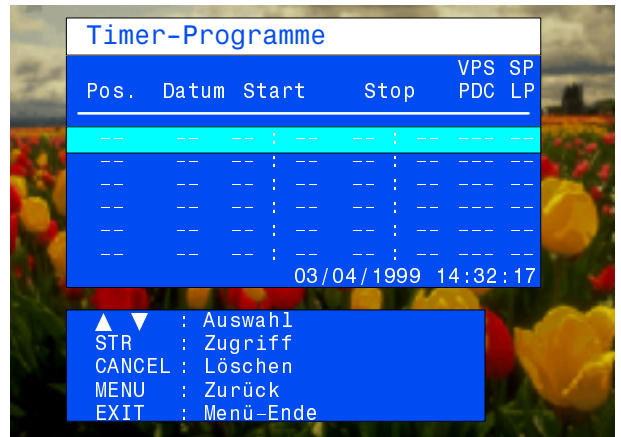 Timer-Programme
VPS SP
Pos. Datum Start Stop PDC LP
-- -- -- : -- -- : -- --- --
-- -- -- : -- -- : -- --- --
-- -- -- : -- -- : -- --- --
-- -- -- : -- -- : -- --- --
-- -- -- : -- -- : -- --- --
-- -- -- : -- -- : -- --- --
03/04/1999 14:32:17
▲ ▼ : Auswahl
STR : Zugriff
CANCEL : Löschen
MENU : Zurück
EXIT : Menü-Ende